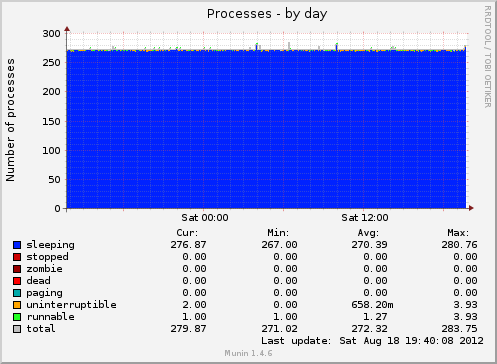 Processes - by day
RRDTOOL / TOBI OETIKER
Number of processes
300
250
200
150
100
50
0
Sat 00:00 Sat 12:00
Cur: Min: Avg: Max:
sleeping 276.87 267.00 270.39 280.76
stopped 0.00 0.00 0.00 0.00
zombie 0.00 0.00 0.00 0.00
dead 0.00 0.00 0.00 0.00
paging 0.00 0.00 0.00 0.00
uninterruptible 2.00 0.00 658.20m 3.93
runnable 1.00 1.00 1.27 3.93
total 279.87 271.02 272.32 283.75
Last update: Sat Aug 18 19:40:08 2012
Munin 1.4.6